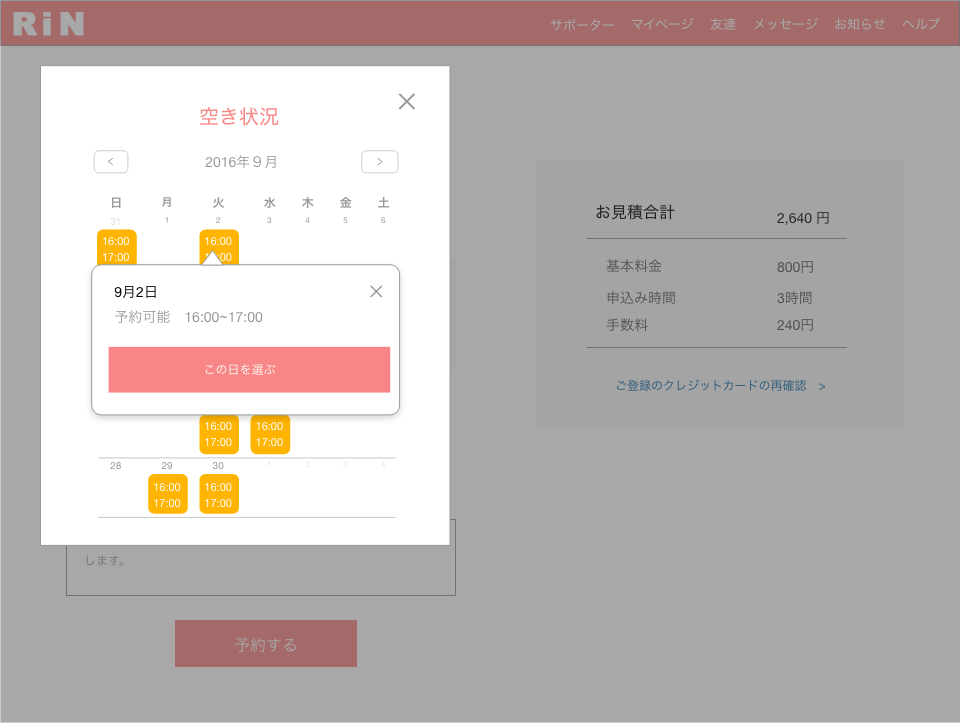 RiN
サポーター マイページ 友達 メッセージ お知らせ ヘルプ
空き状況
< 2016年９月 >
日 月 火 水 木 金 土
31 1 2 3 4 5 6
16:00 16:00
17:00 17:00
9月2日
予約可能 16:00~17:00
この日を選ぶ
16:00 16:00
17:00 17:00
28 29 30 1 2 3 4
16:00 16:00
17:00 17:00
します。
予約する
お見積合計 2,640 円
基本料金 800円
申込み時間 3時間
手数料 240円
ご登録のクレジットカードの再確認 >